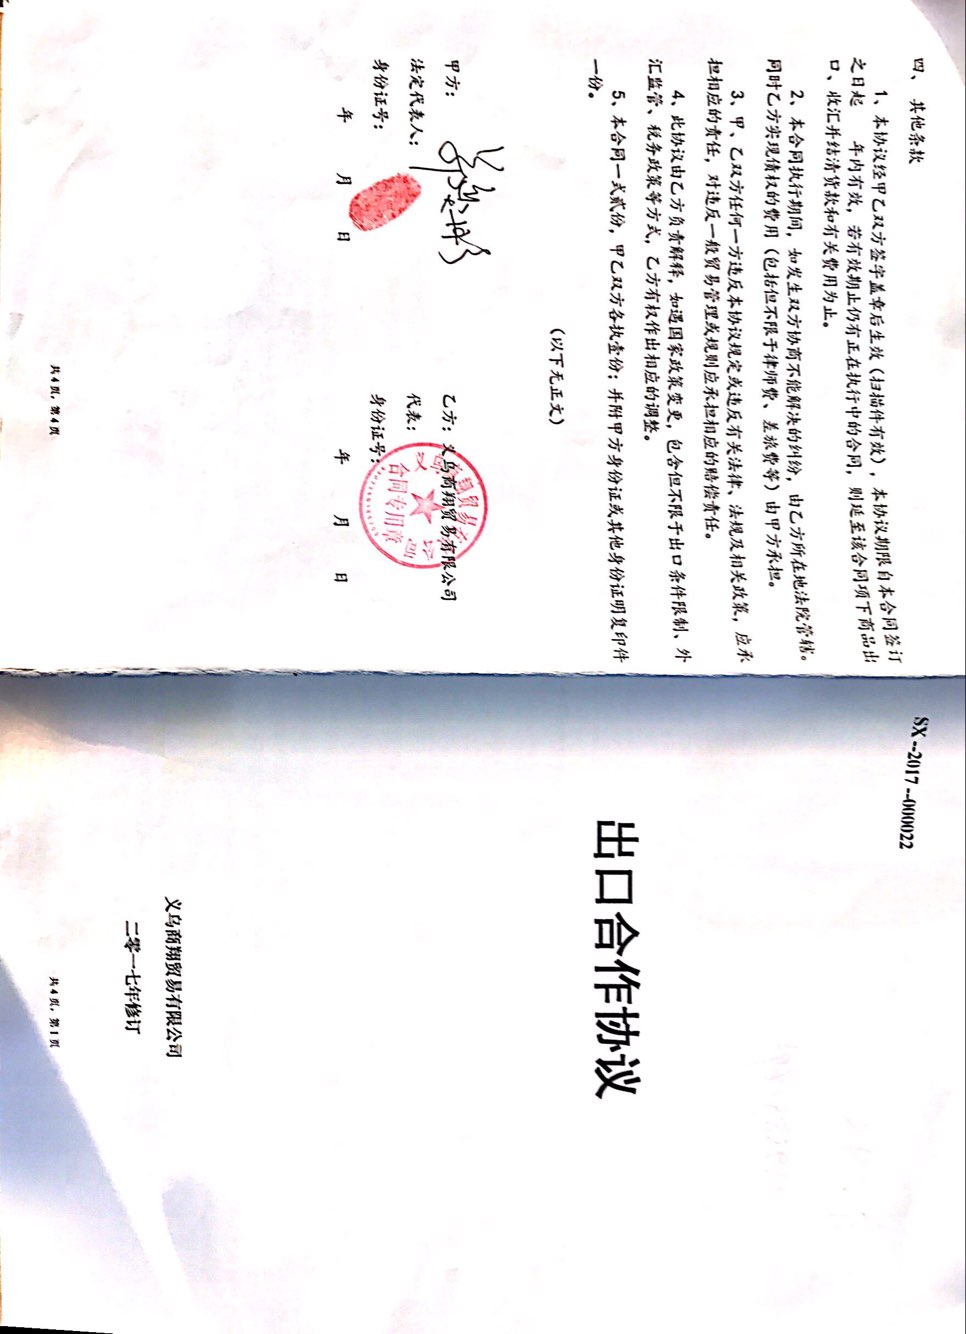 四、其他条款
1、本协议经甲乙双方签字盖章后生效（扫描件有效），本协议期限自本合同签订
之日起　　年内有效，若有效期止仍有正在执行中的合同，则延至该合同项下商品出
口、收汇并结清货款和有关费用为止。
2、本合同执行期间，如发生双方协商不能解决的纠纷，由乙方所在地法院管辖。
同时乙方实现债权的费用（包括但不限于律师费、差旅费等）由甲方承担。
3、甲、乙双方任何一方违反本协议规定或违反有关法律、法规及相关政策，应承
担相应的责任，对违反一般贸易管理或规则应承担相应的赔偿责任。
4、此协议由乙方负责解释，如遇国家政策变更，包含但不限于出口条件限制、外
汇监管、税务政策等方式，乙方有权作出相应的调整。
5、本合同一式贰份，甲乙双方各执壹份；并附甲方身份证或其他身份证明复印件
一份。
（以下无正文）
甲方：
法定代表人：
身份证号：
年　月　日
乙方：义乌商翔贸易有限公司
代表：
身份证号：
年　月　日
合同专用章
共 4 页，第 4 页
SX--2017--000022
出口合作协议
义乌商翔贸易有限公司
二零一七年修订
共 4 页，第 1 页